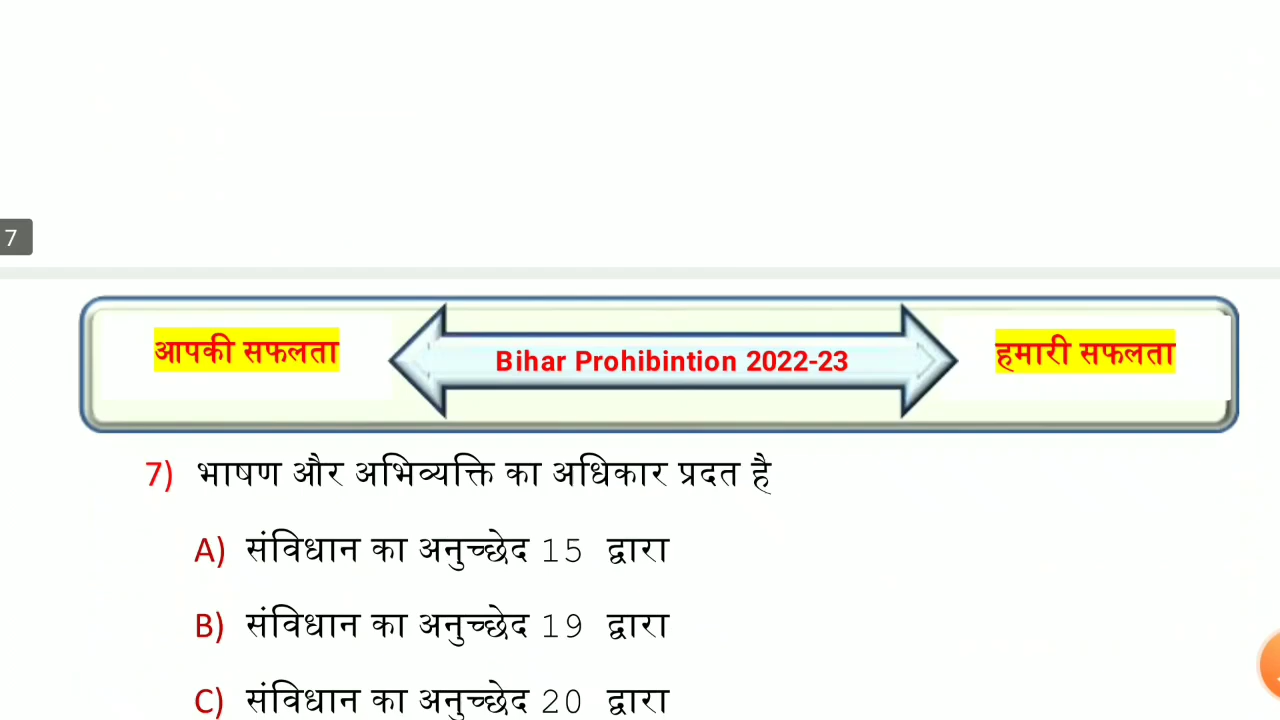 7
आपकी सफलता
Bihar Prohibintion 2022-23
हमारी सफलता
7) भाषण और अभिव्यक्ति का अधिकार प्रदत है
A) संविधान का अनुच्छेद 15 द्वारा
B) संविधान का अनुच्छेद 19 द्वारा
C) संविधान का अनुच्छेद 20 द्वारा